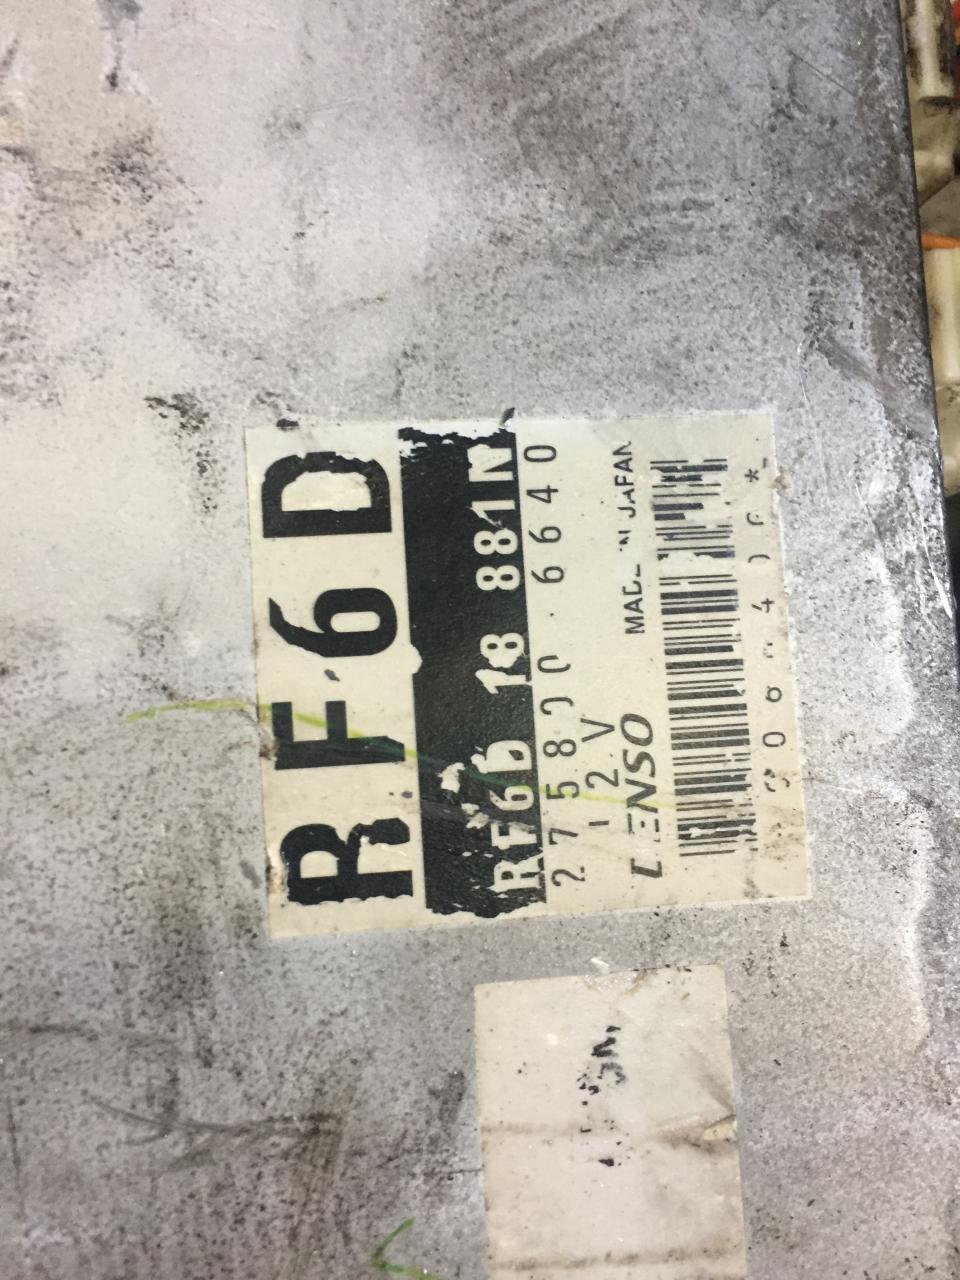 RF6D
RF6D 18 881N
275800-6640
12V
DENSO MADE IN JAPAN